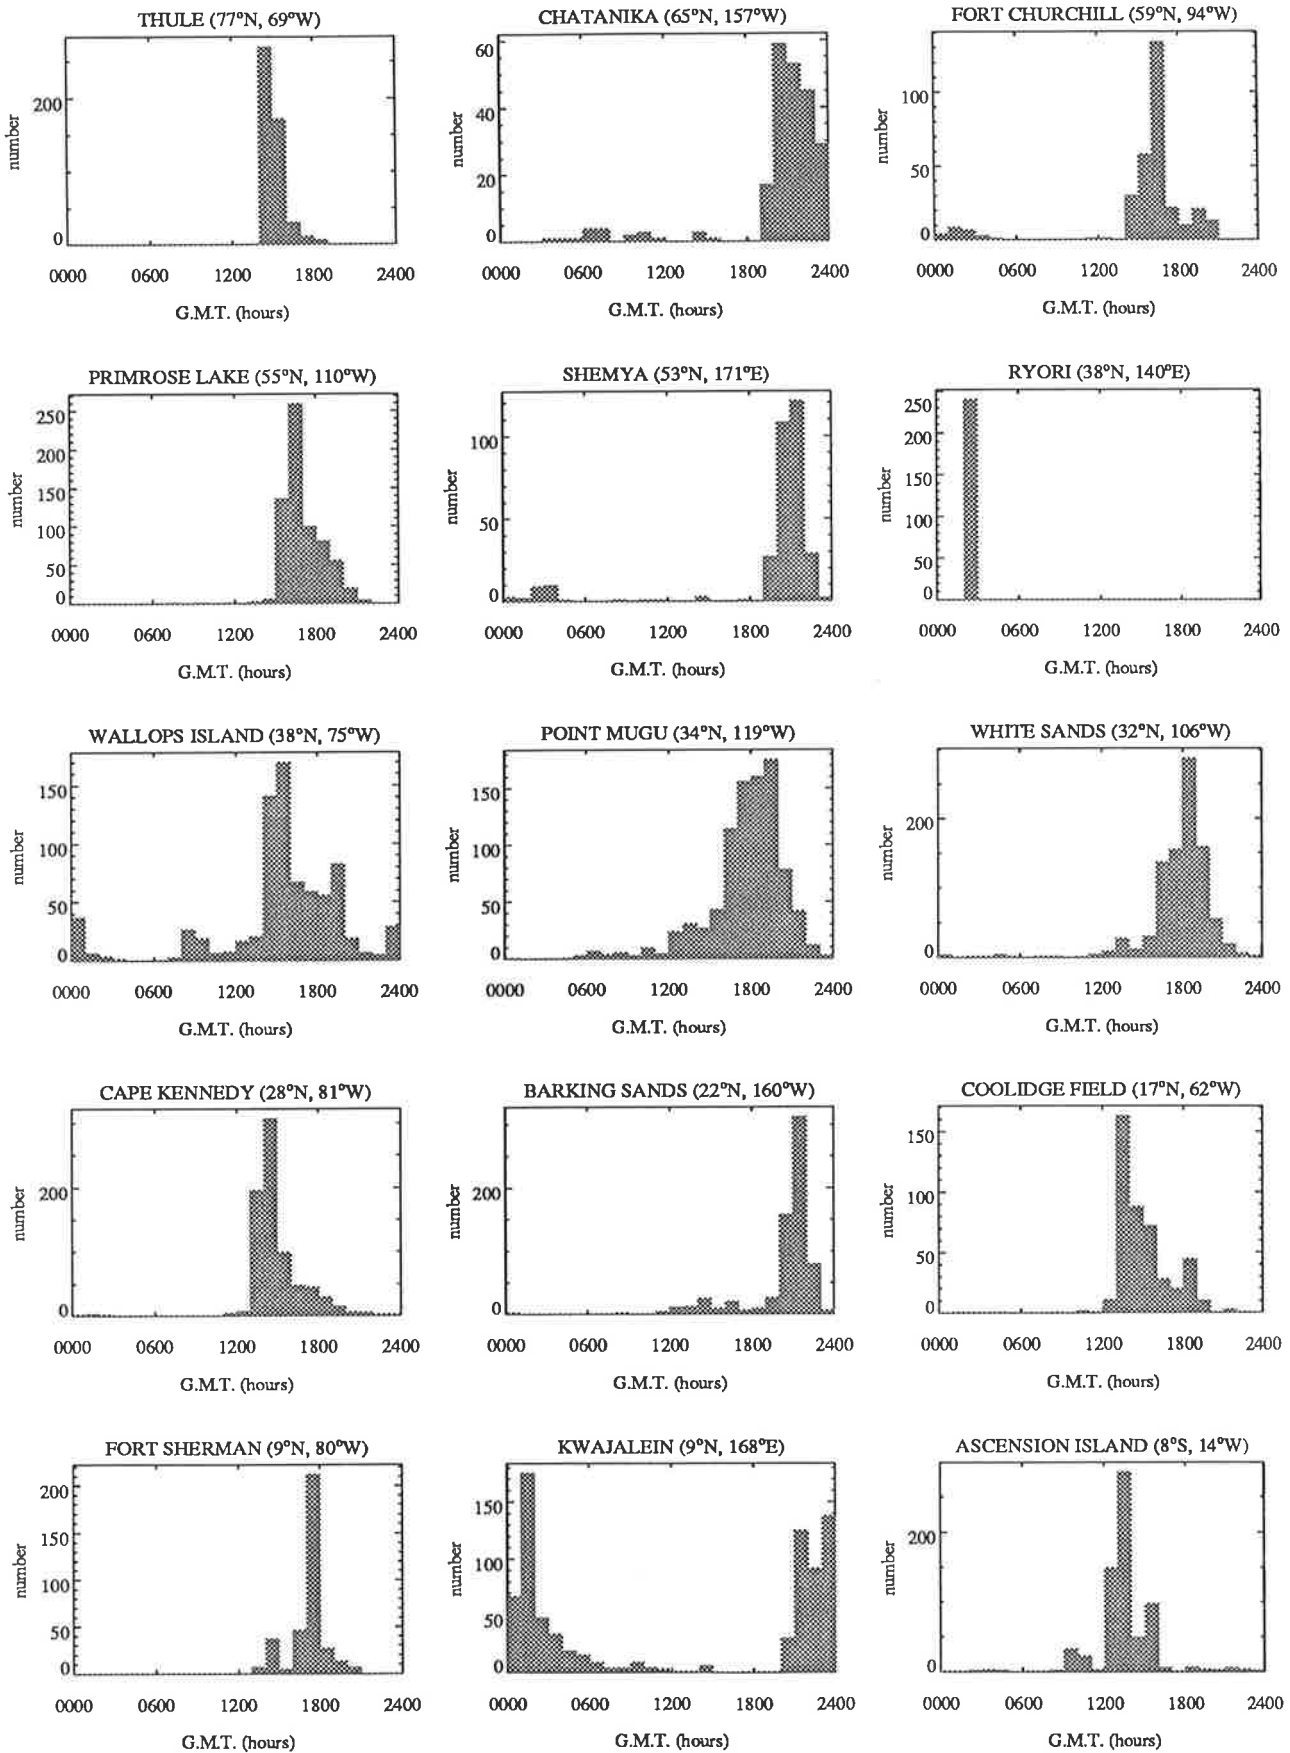 THULE (77°N, 69°W)
number
200
0
0000 0600 1200 1800 2400
G.M.T. (hours)
CHATANIKA (65°N, 157°W)
number
60
40
20
0
0000 0600 1200 1800 2400
G.M.T. (hours)
FORT CHURCHILL (59°N, 94°W)
number
100
50
0
0000 0600 1200 1800 2400
G.M.T. (hours)
PRIMROSE LAKE (55°N, 110°W)
number
250
200
150
100
50
0
0000 0600 1200 1800 2400
G.M.T. (hours)
SHEMYA (53°N, 171°E)
number
100
50
0
0000 0600 1200 1800 2400
G.M.T. (hours)
RYORI (38°N, 140°E)
number
250
200
150
100
50
0
0000 0600 1200 1800 2400
G.M.T. (hours)
WALLOPS ISLAND (38°N, 75°W)
number
150
100
50
0
0000 0600 1200 1800 2400
G.M.T. (hours)
POINT MUGU (34°N, 119°W)
number
150
100
50
0
0000 0600 1200 1800 2400
G.M.T. (hours)
WHITE SANDS (32°N, 106°W)
number
200
0
0000 0600 1200 1800 2400
G.M.T. (hours)
CAPE KENNEDY (28°N, 81°W)
number
200
0
0000 0600 1200 1800 2400
G.M.T. (hours)
BARKING SANDS (22°N, 160°W)
number
200
0
0000 0600 1200 1800 2400
G.M.T. (hours)
COOLIDGE FIELD (17°N, 62°W)
number
150
100
50
0
0000 0600 1200 1800 2400
G.M.T. (hours)
FORT SHERMAN (9°N, 80°W)
number
200
150
100
50
0
0000 0600 1200 1800 2400
G.M.T. (hours)
KWAJALEIN (9°N, 168°E)
number
150
100
50
0
0000 0600 1200 1800 2400
G.M.T. (hours)
ASCENSION ISLAND (8°S, 14°W)
number
200
0
0000 0600 1200 1800 2400
G.M.T. (hours)